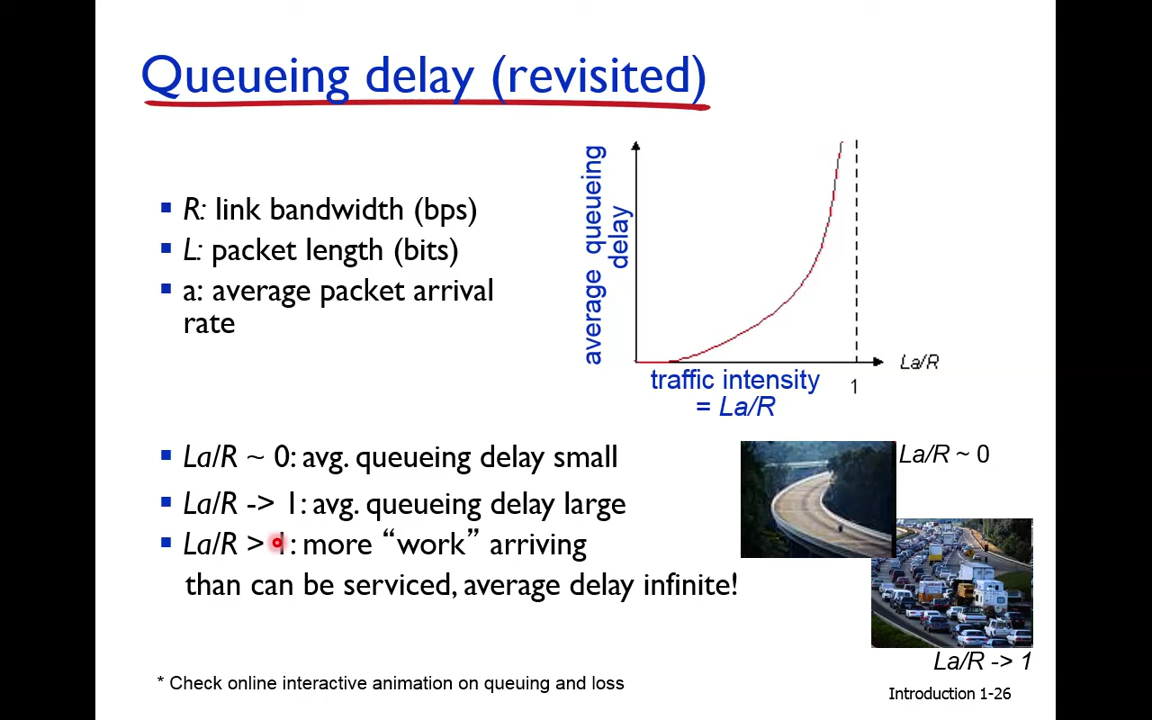 Queueing delay (revisited)
▪ R: link bandwidth (bps)
▪ L: packet length (bits)
▪ a: average packet arrival
rate
average queueing
delay
La/R
traffic intensity
= La/R
1
▪ La/R ~ 0: avg. queueing delay small
▪ La/R -> 1: avg. queueing delay large
▪ La/R > 1: more “work” arriving
than can be serviced, average delay infinite!
La/R ~ 0
La/R -> 1
* Check online interactive animation on queuing and loss
Introduction 1-26